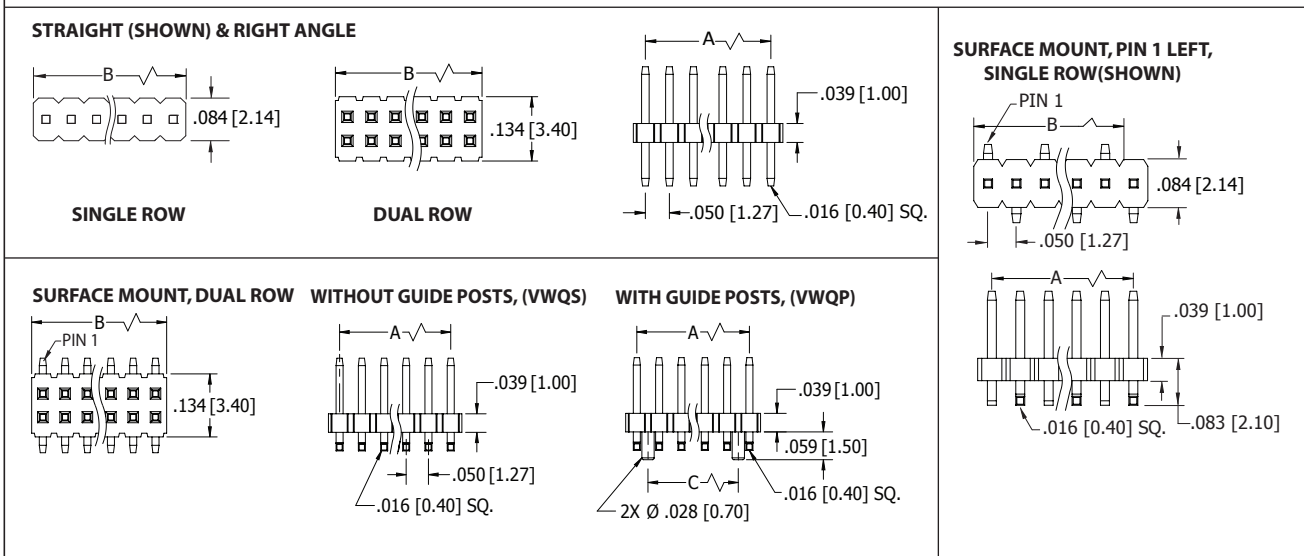 STRAIGHT (SHOWN) & RIGHT ANGLE
B
.084 [2.14]
SINGLE ROW
B
.134 [3.40]
DUAL ROW
A
.039 [1.00]
.050 [1.27]
.016 [0.40] SQ.
SURFACE MOUNT, PIN 1 LEFT,
SINGLE ROW(SHOWN)
PIN 1
B
.084 [2.14]
.050 [1.27]
A
.039 [1.00]
.016 [0.40] SQ.
.083 [2.10]
SURFACE MOUNT, DUAL ROW
B
PIN 1
.134 [3.40]
WITHOUT GUIDE POSTS, (VWQS)
A
.039 [1.00]
.050 [1.27]
.016 [0.40] SQ.
WITH GUIDE POSTS, (VWQP)
A
.039 [1.00]
.059 [1.50]
C
.016 [0.40] SQ.
2X Ø .028 [0.70]